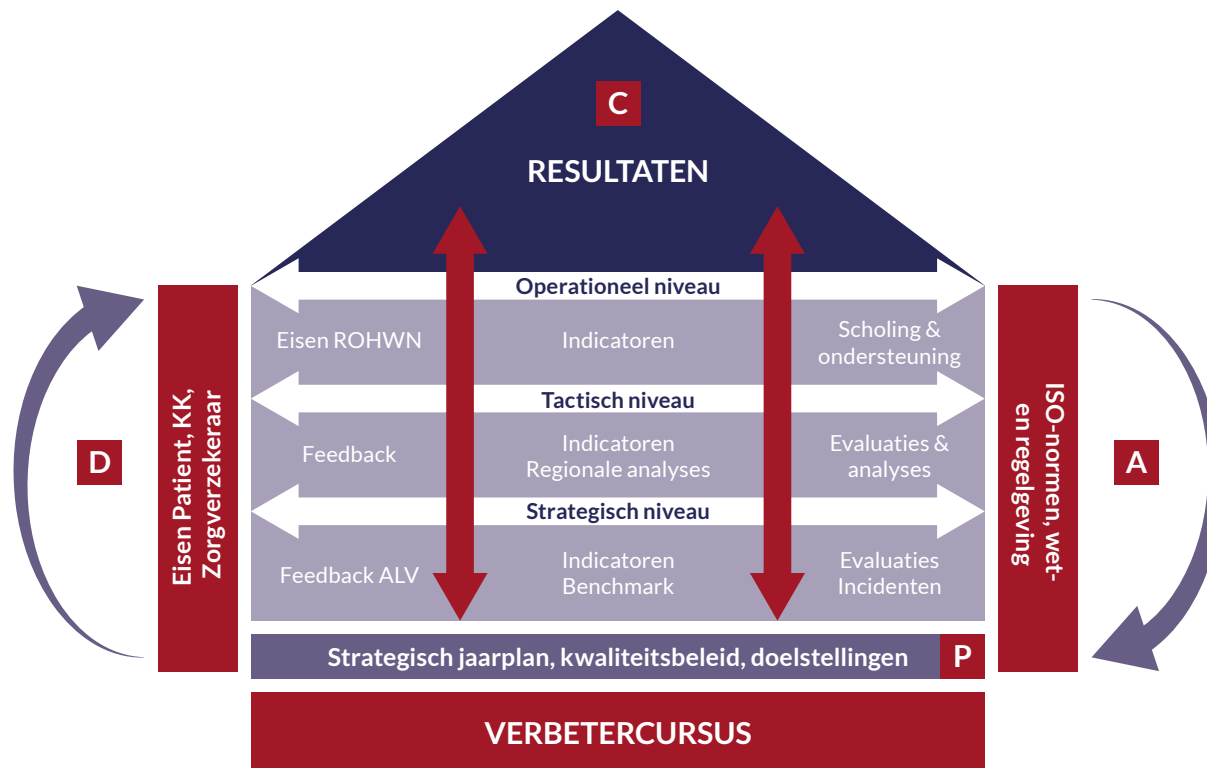 C
RESULTATEN
Operationeel niveau
Eisen ROHWN
Indicatoren
Scholing &
ondersteuning
Tactisch niveau
Feedback
Indicatoren
Regionale analyses
Evaluaties &
analyses
Strategisch niveau
Feedback ALV
Indicatoren
Benchmark
Evaluaties
Incidenten
D
Eisen Patient, KK,
Zorgverzekeraar
ISO-normen, wet-
en regelgeving
A
Strategisch jaarplan, kwaliteitsbeleid, doelstellingen
P
VERBETERCURSUS